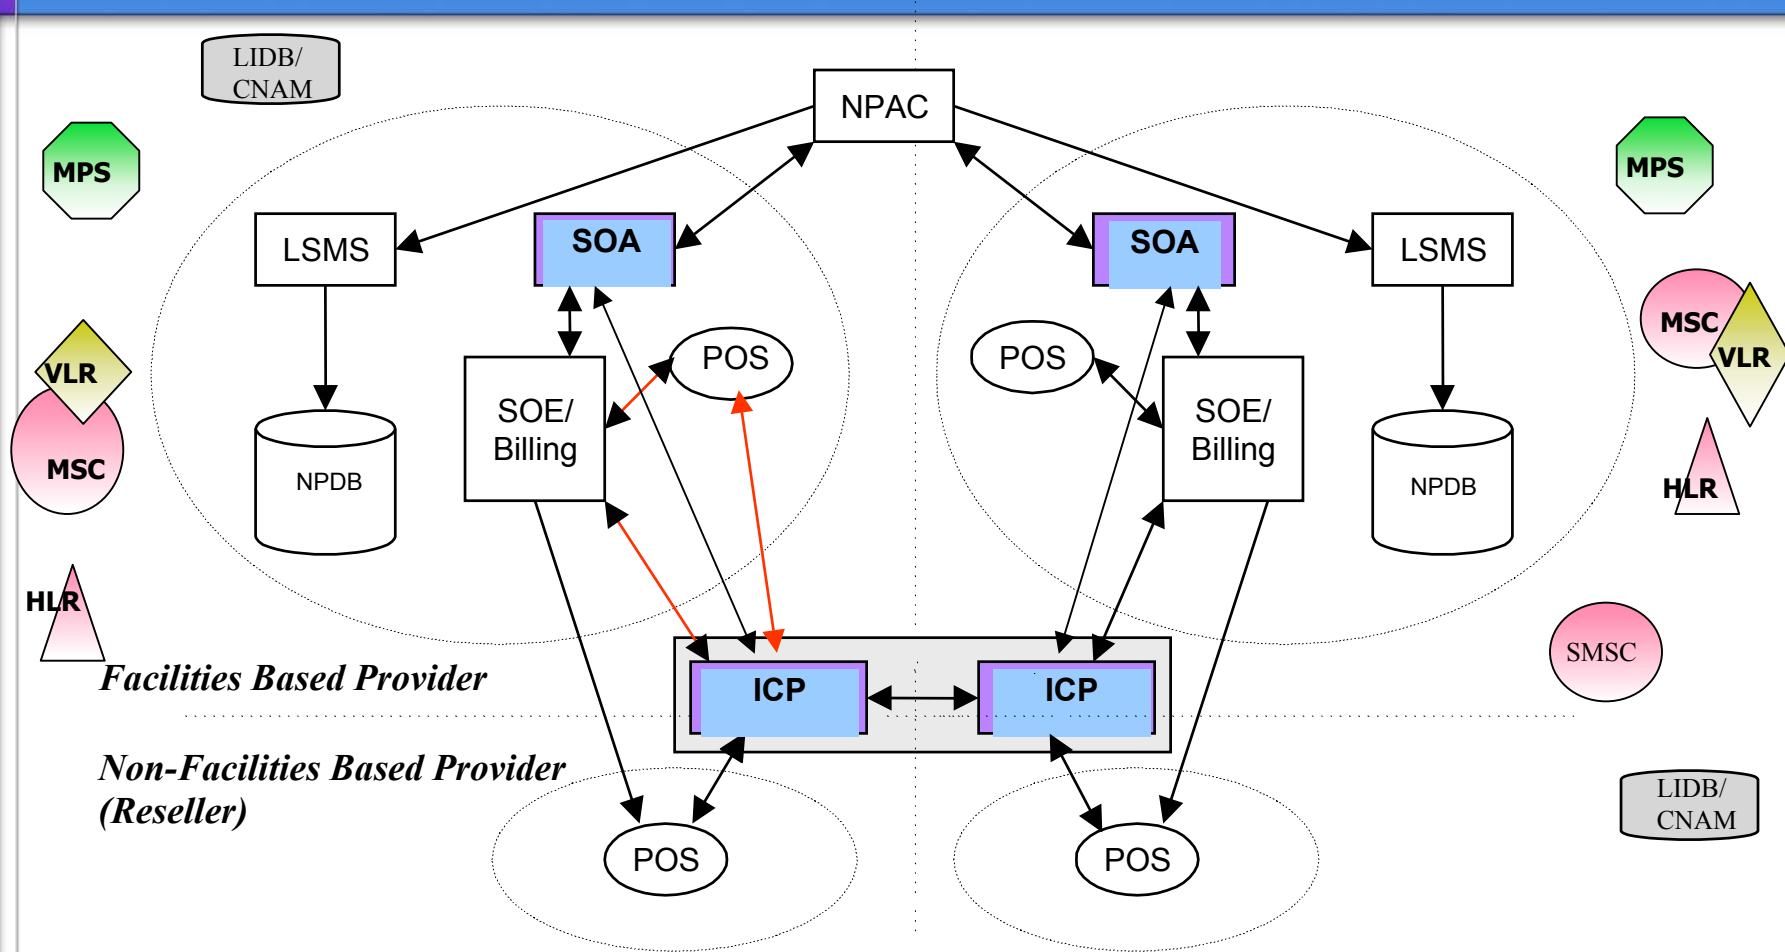 LIDB/
CNAM
NPAC
MPS
MPS
LSMS
SOA
SOA
LSMS
MSC
VLR
VLR
MSC
POS
POS
SOE/
Billing
SOE/
Billing
NPDB
NPDB
HLR
HLR
SMSC
Facilities Based Provider
ICP
ICP
Non-Facilities Based Provider
(Reseller)
LIDB/
CNAM
POS
POS